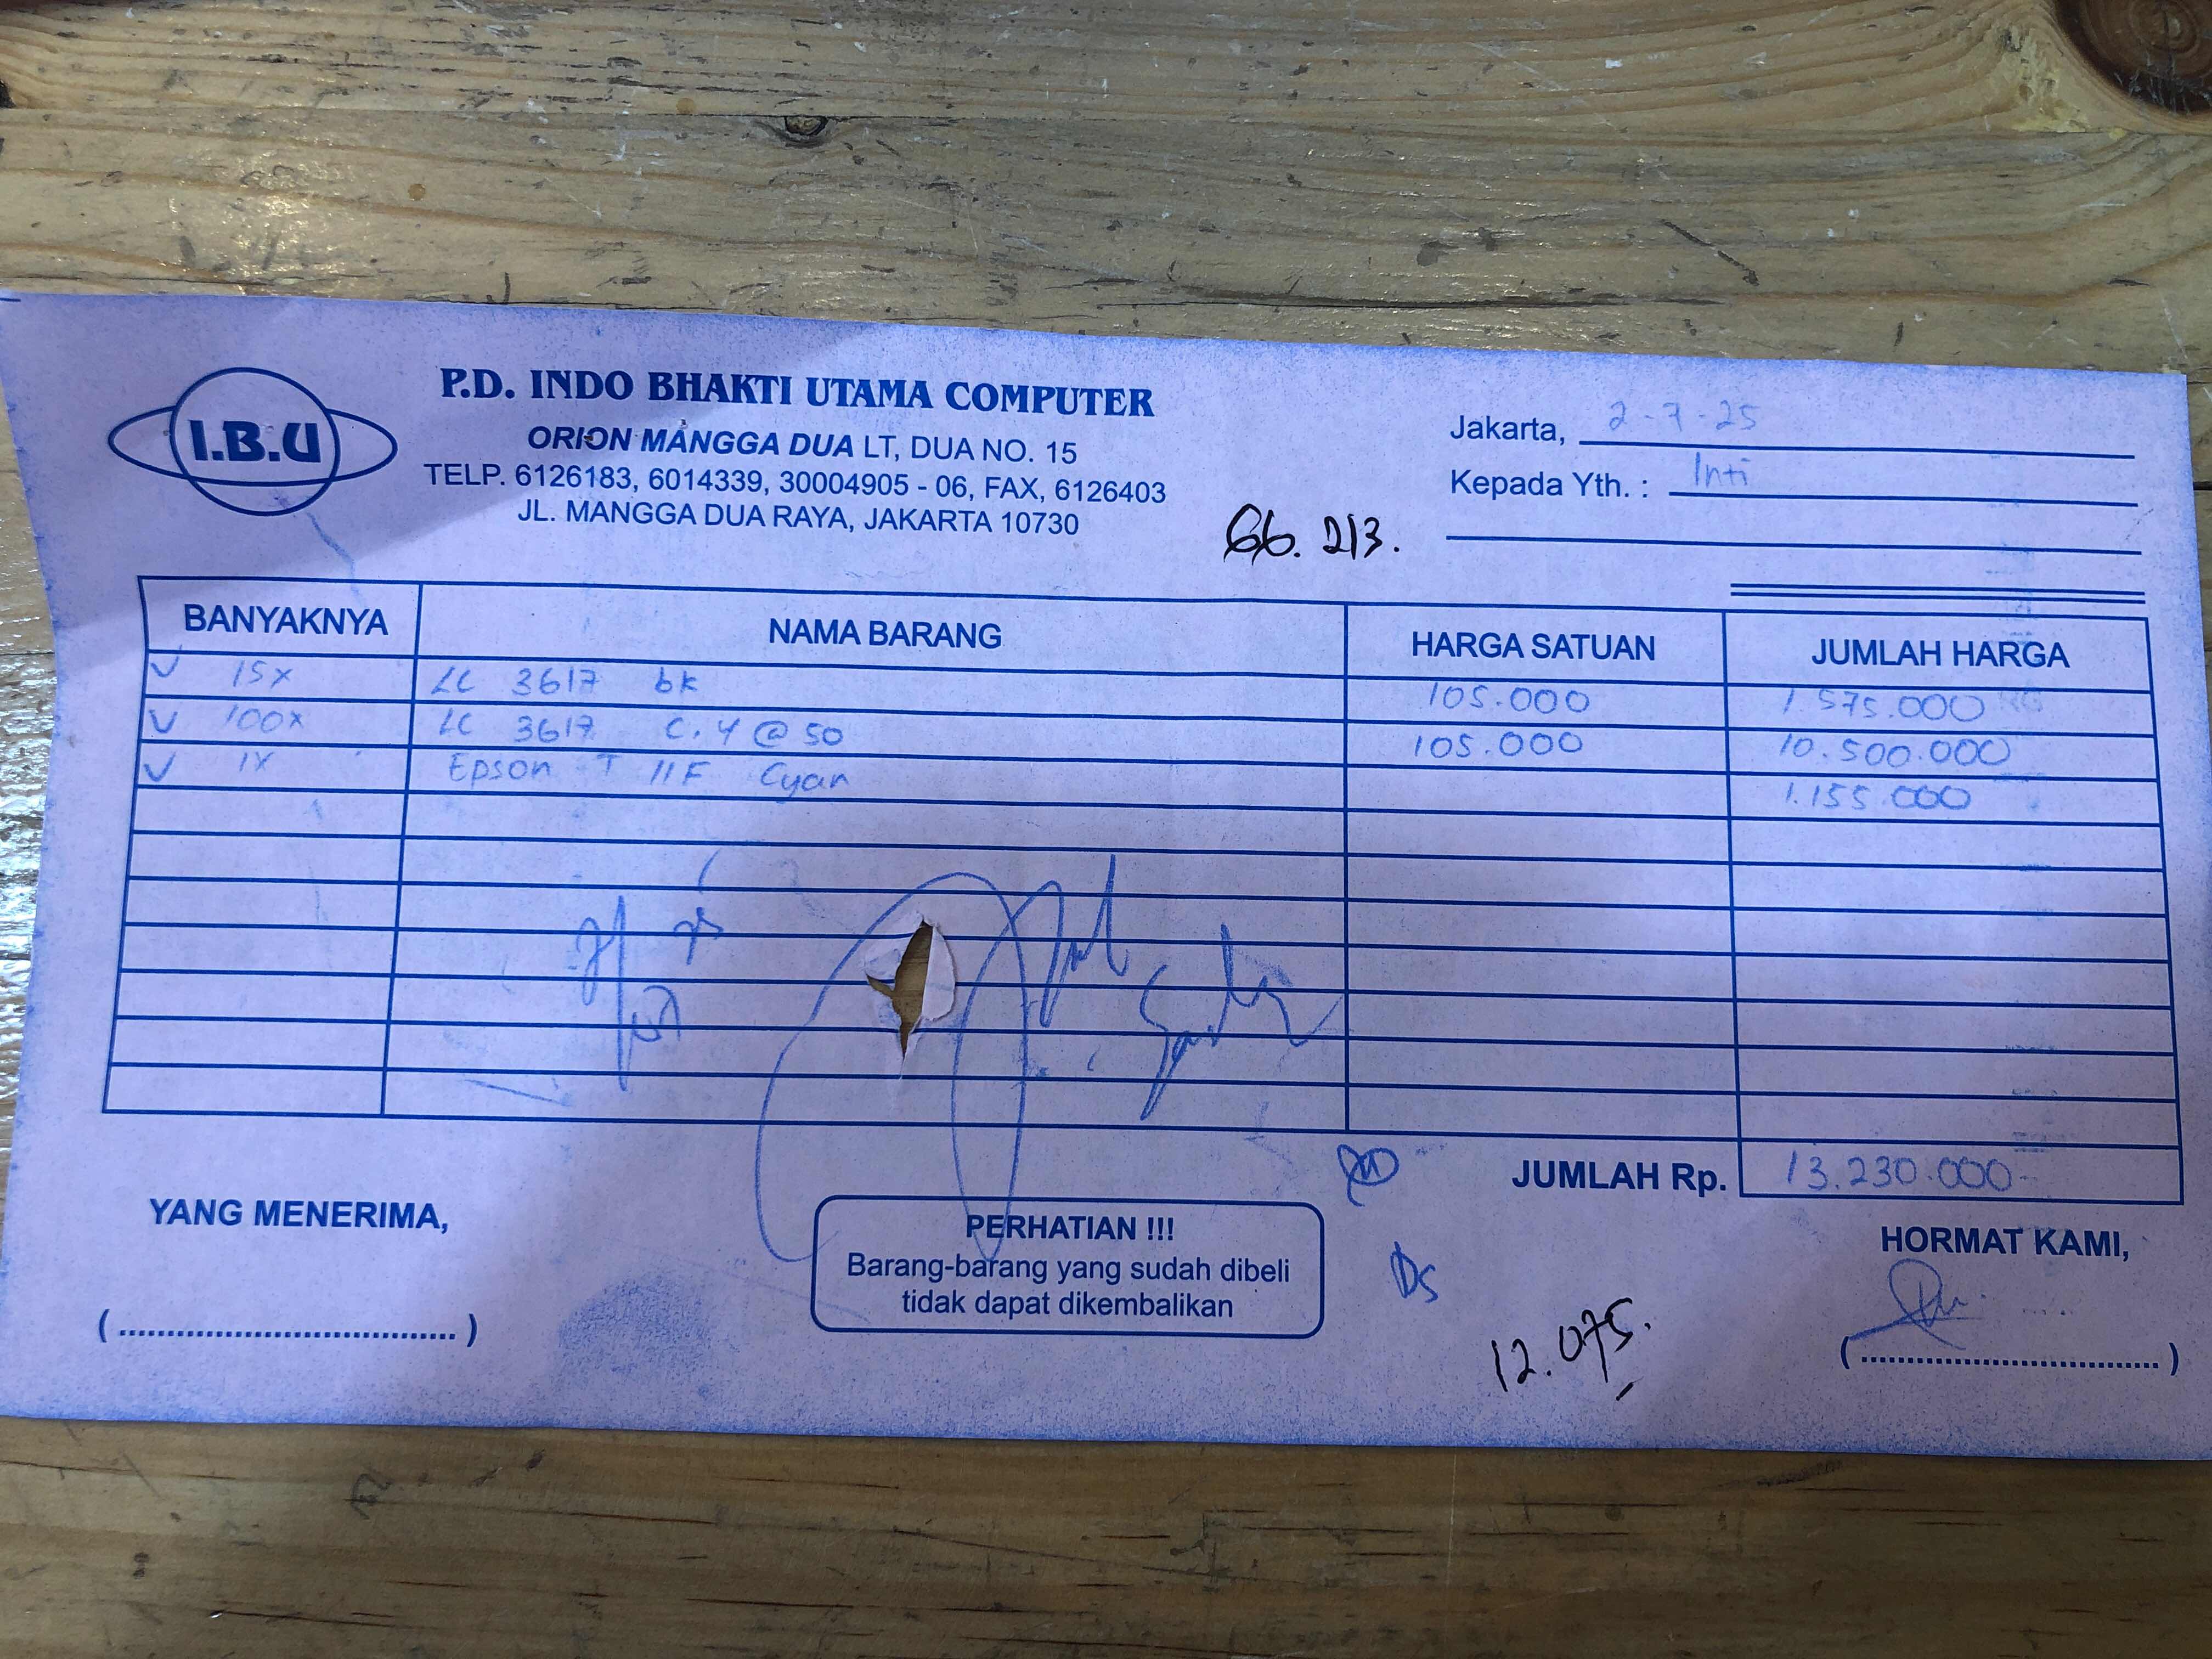 I.B.U
P.D. INDO BHAKTI UTAMA COMPUTER
ORION MANGGA DUA LT, DUA NO. 15
TELP. 6126183, 6014339, 30004905 - 06, FAX, 6126403
JL. MANGGA DUA RAYA, JAKARTA 10730
Jakarta, 2-7-25
Kepada Yth. : Inti
213.
BANYAKNYA NAMA BARANG HARGA SATUAN JUMLAH HARGA
15x LC 3617 bk 105.000 1.575.000
100x LC 3617 C.Y @ 50 105.000 10.500.000
1x Epson T 11F Cyan 1.155.000
JUMLAH Rp. 13.230.000-
YANG MENERIMA,
PERHATIAN !!!
Barang-barang yang sudah dibeli
tidak dapat dikembalikan
Ds
12.075.
HORMAT KAMI,